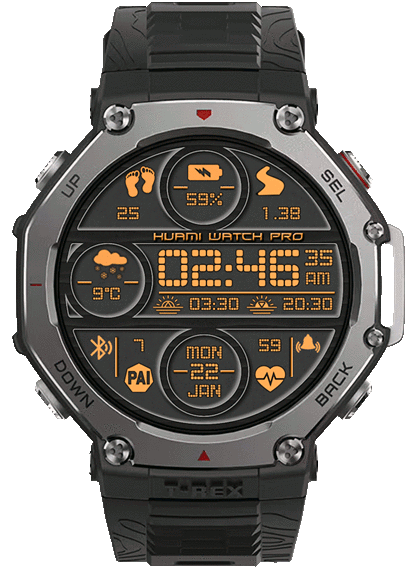 UP
SEL
59%
25
1.38
HUAMI WATCH PRO
02:46
35
AM
9°C
03:30
20:30
7
MON
59
22
PAI
JAN
DOWN
BACK
T-REX